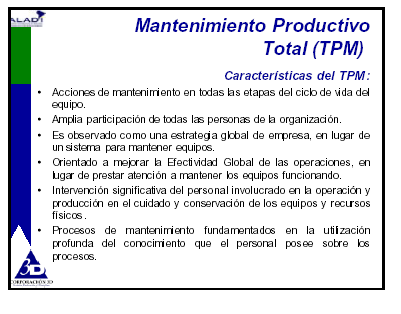 ALADI
Mantenimiento Productivo
Total (TPM)
Características del TPM:
• Acciones de mantenimiento en todas las etapas del ciclo de vida del
equipo.
• Amplia participación de todas las personas de la organización.
• Es observado como una estrategia global de empresa, en lugar de
un sistema para mantener equipos.
• Orientado a mejorar la Efectividad Global de las operaciones, en
lugar de prestar atención a mantener los equipos funcionando.
• Intervención significativa del personal involucrado en la operación y
producción en el cuidado y conservación de los equipos y recursos
físicos.
• Procesos de mantenimiento fundamentados en la utilización
profunda del conocimiento que el personal posee sobre los
procesos.
3D
CORPORACION 3D